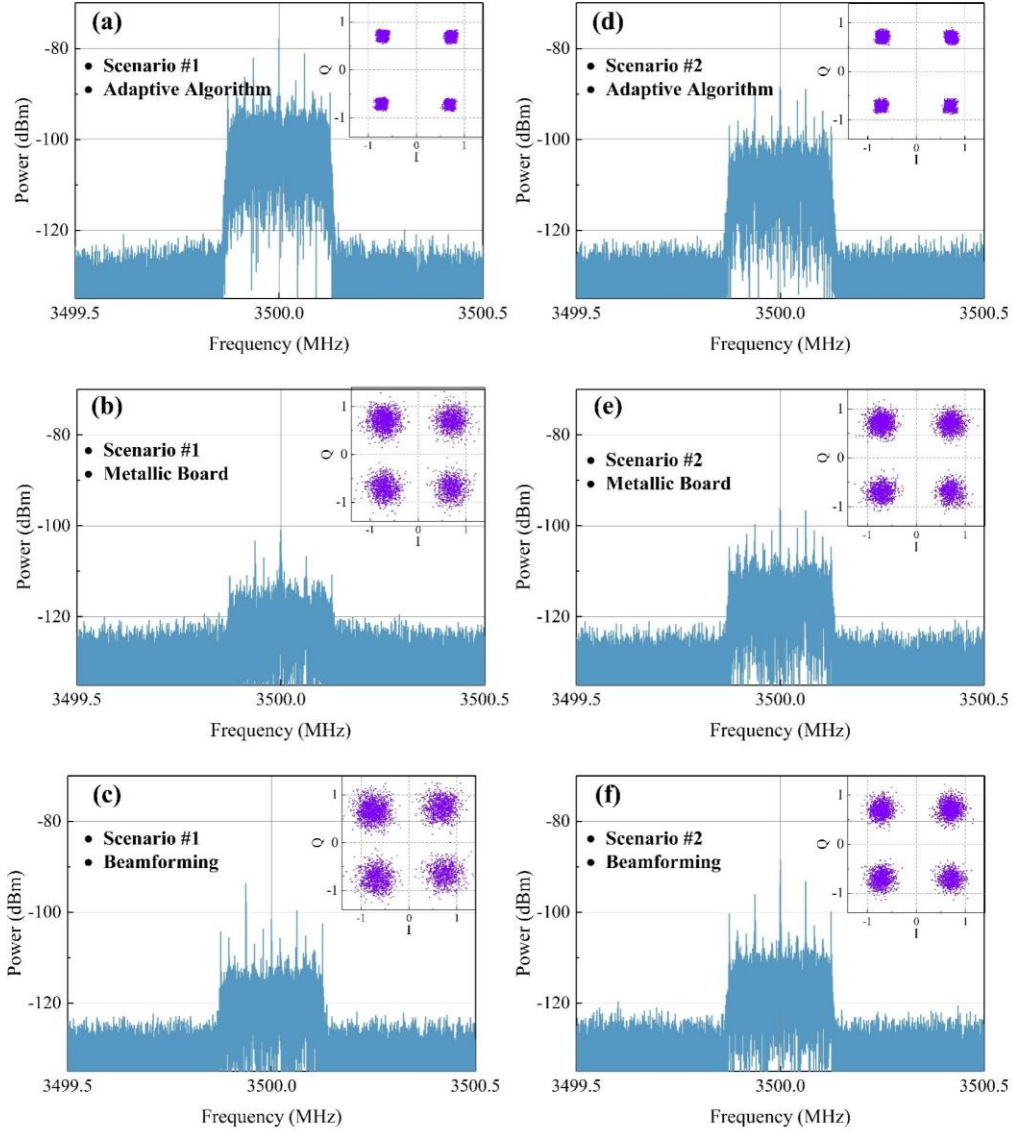 (a)
• Scenario #1
• Adaptive Algorithm
Power (dBm)
-80
-100
-120
3499.5 3500.0 3500.5
Frequency (MHz)
Q
1
0
-1
-1 0 1
I
(d)
• Scenario #2
• Adaptive Algorithm
Power (dBm)
-80
-100
-120
3499.5 3500.0 3500.5
Frequency (MHz)
Q
1
0
-1
-1 0 1
I
(b)
• Scenario #1
• Metallic Board
Power (dBm)
-80
-100
-120
3499.5 3500.0 3500.5
Frequency (MHz)
Q
1
0
-1
-1 0 1
I
(e)
• Scenario #2
• Metallic Board
Power (dBm)
-80
-100
-120
3499.5 3500.0 3500.5
Frequency (MHz)
Q
1
0
-1
-1 0 1
I
(c)
• Scenario #1
• Beamforming
Power (dBm)
-80
-100
-120
3499.5 3500.0 3500.5
Frequency (MHz)
Q
1
0
-1
-1 0 1
I
(f)
• Scenario #2
• Beamforming
Power (dBm)
-80
-100
-120
3499.5 3500.0 3500.5
Frequency (MHz)
Q
1
0
-1
-1 0 1
I